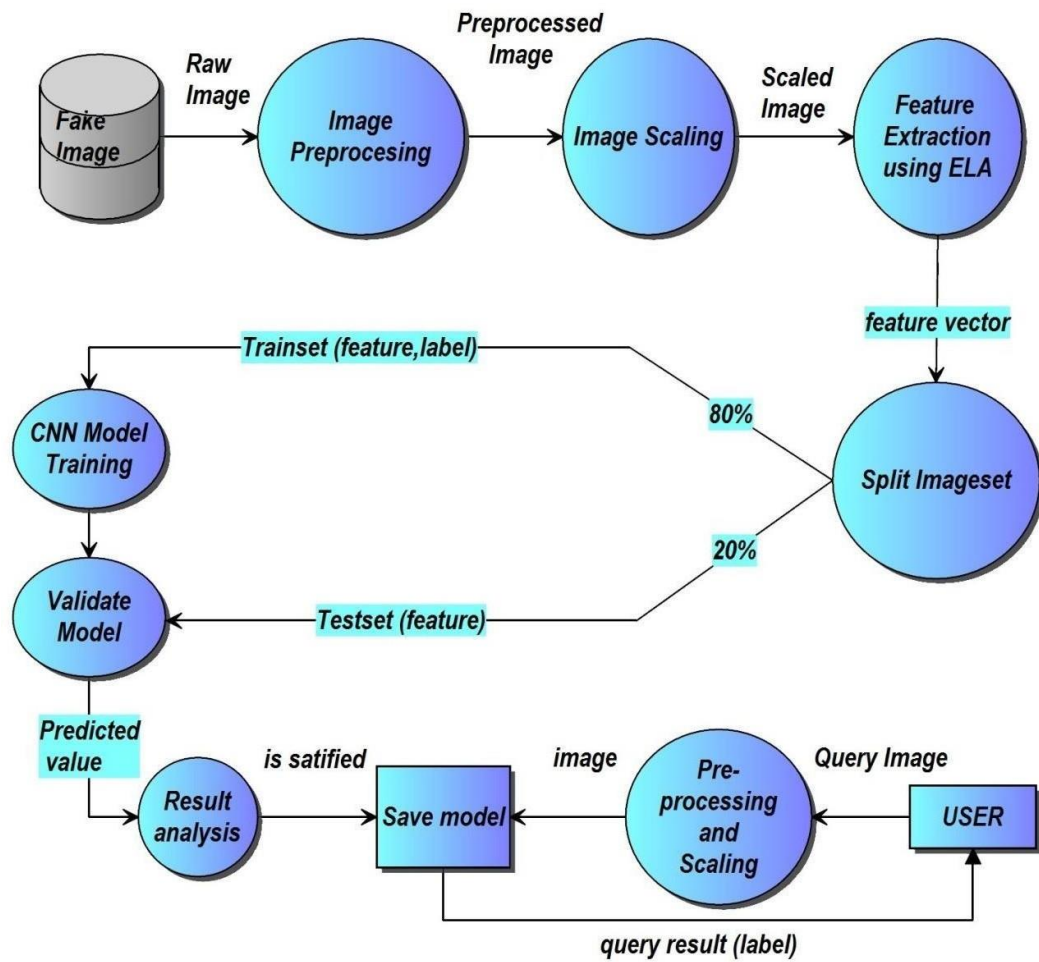 Raw
Image
Preprocessed
Image
Scaled
Image
Fake
Image
Image
Preprocesing
Image Scaling
Feature
Extraction
using ELA
feature vector
Trainset (feature,label)
80%
CNN Model
Training
Split Imageset
20%
Validate
Model
Testset (feature)
Predicted
value
is satified
image
Query Image
Result
analysis
Save model
Pre-
processing
and
Scaling
USER
query result (label)